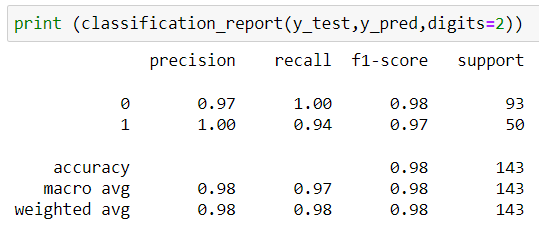 print (classification_report(y_test,y_pred,digits=2))
precision recall f1-score support
0 0.97 1.00 0.98 93
1 1.00 0.94 0.97 50
accuracy 0.98 143
macro avg 0.98 0.97 0.98 143
weighted avg 0.98 0.98 0.98 143